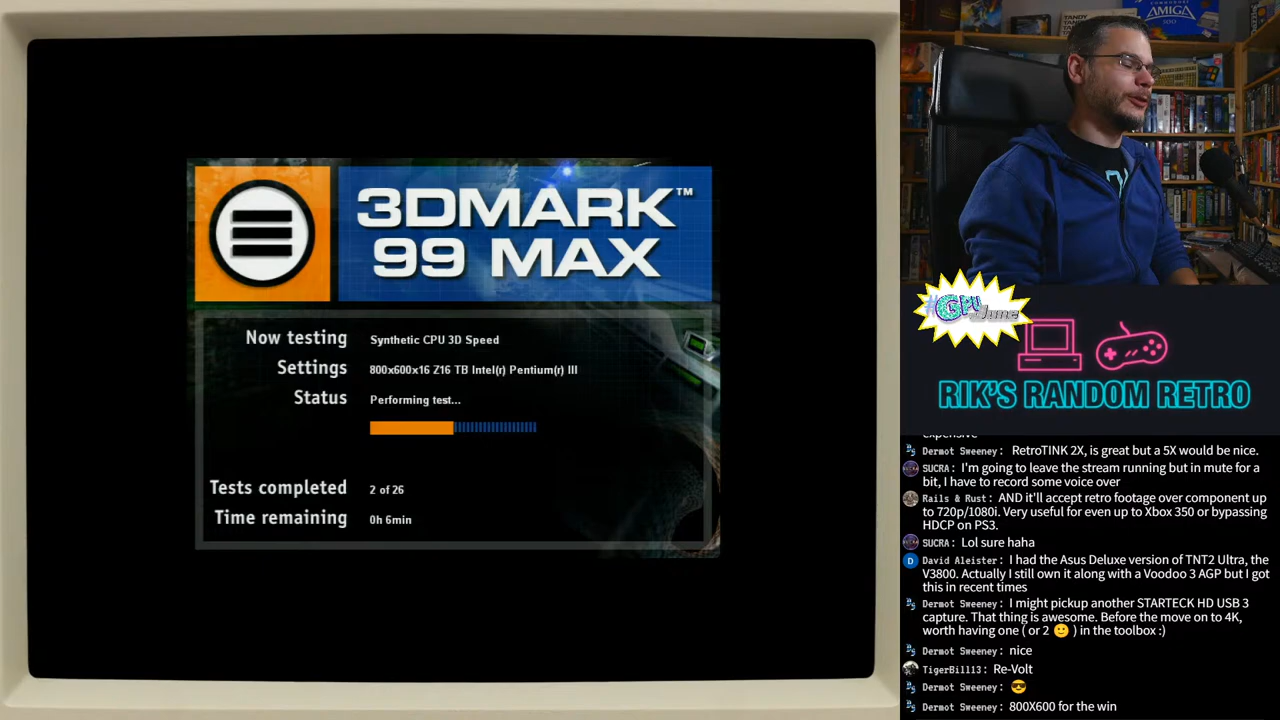 3DMARK™
99 MAX
Now testing Synthetic CPU 3D Speed
Settings 800x600x16 Z16 TB Intel(r) Pentium(r) III
Status Performing test...
Tests completed 2 of 26
Time remaining 0h 6min
TANDY
AMIGA
#GPUJune
RIK'S RANDOM RETRO
expensive
Dermot Sweeney: RetroTINK 2X, is great but a 5X would be nice.
SUCRA: I'm going to leave the stream running but in mute for a
bit, I have to record some voice over
Rails & Rust: AND it'll accept retro footage over component up
to 720p/1080i. Very useful for even up to Xbox 350 or bypassing
HDCP on PS3.
SUCRA: Lol sure haha
D David Aleister: I had the Asus Deluxe version of TNT2 Ultra, the
V3800. Actually I still own it along with a Voodoo 3 AGP but I got
this in recent times
Dermot Sweeney: I might pickup another STARTECK HD USB 3
capture. That thing is awesome. Before the move on to 4K,
worth having one ( or 2 🙂 ) in the toolbox :)
Dermot Sweeney: nice
TigerBill13: Re-Volt
Dermot Sweeney: 😎
Dermot Sweeney: 800X600 for the win